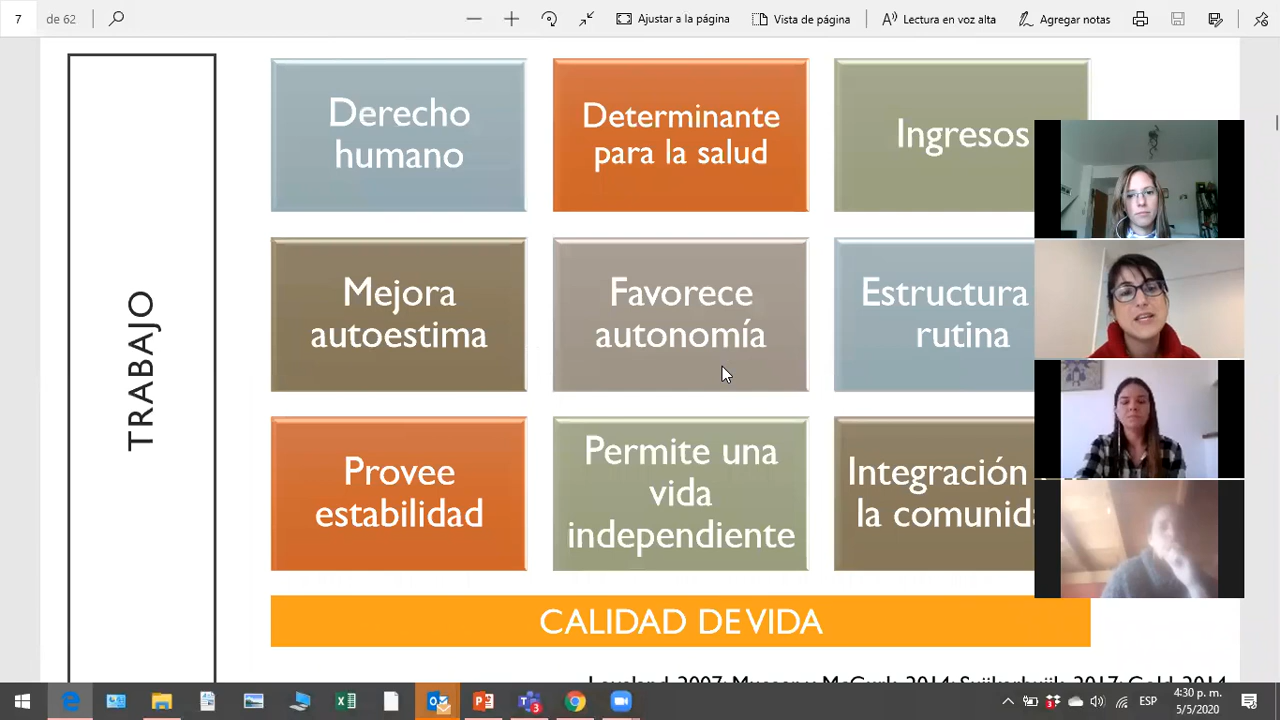 7 de 62 Ajustar a la página Vista de página Lectura en voz alta Agregar notas
TRABAJO
Derecho
humano
Determinante
para la salud
Ingresos
Mejora
autoestima
Favorece
autonomía
Estructura
rutina
Provee
estabilidad
Permite una
vida
independiente
Integración
la comunid
CALIDAD DE VIDA
ESP
4:30 p. m.
5/5/2020